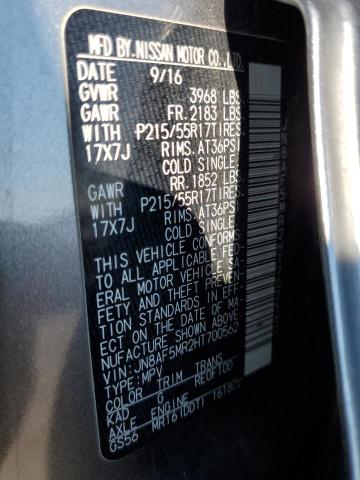 MFD BY NISSAN MOTOR CO., LTD.
DATE 9/16
GVWR 3968 LBS
GAWR FR. 2183 LBS
WITH P215/55R17TIRES,
17X7J RIMS, AT36PSI
COLD SINGLE
GAWR RR. 1852 LBS
WITH P215/55R17TIRES,
17X7J RIMS, AT36PSI
COLD SINGLE
THIS VEHICLE CONFORMS
TO ALL APPLICABLE FED-
ERAL MOTOR VEHICLE SA-
FETY AND THEFT PREVEN-
TION STANDARDS IN EFF-
ECT ON THE DATE OF MA-
NUFACTURE SHOWN ABOVE.
VIN: JN8AF5MR2HT700562
TYPE: MPV
COLOR TRIM TRANS
KAD G RE0F10D
AXLE ENGINE
GS56 MR16(DDT) 1618CC